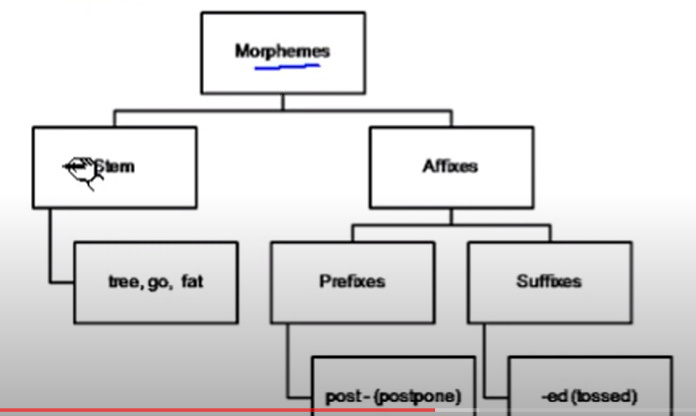 Morphemes
Stem
Affixes
tree, go, fat
Prefixes
Suffixes
post - (postpone)
-ed (tossed)